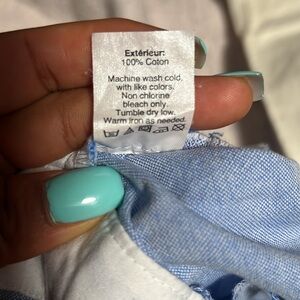 Extérieur:
100% Coton
Machine wash cold,
with like colors.
Non chlorine
bleach only.
Tumble dry low.
Warm iron as needed.